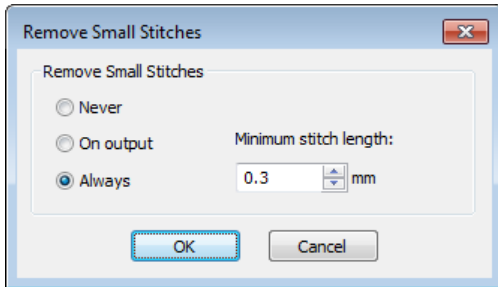 Remove Small Stitches
Remove Small Stitches
Never
On output
Minimum stitch length:
Always
0.3 mm
OK Cancel